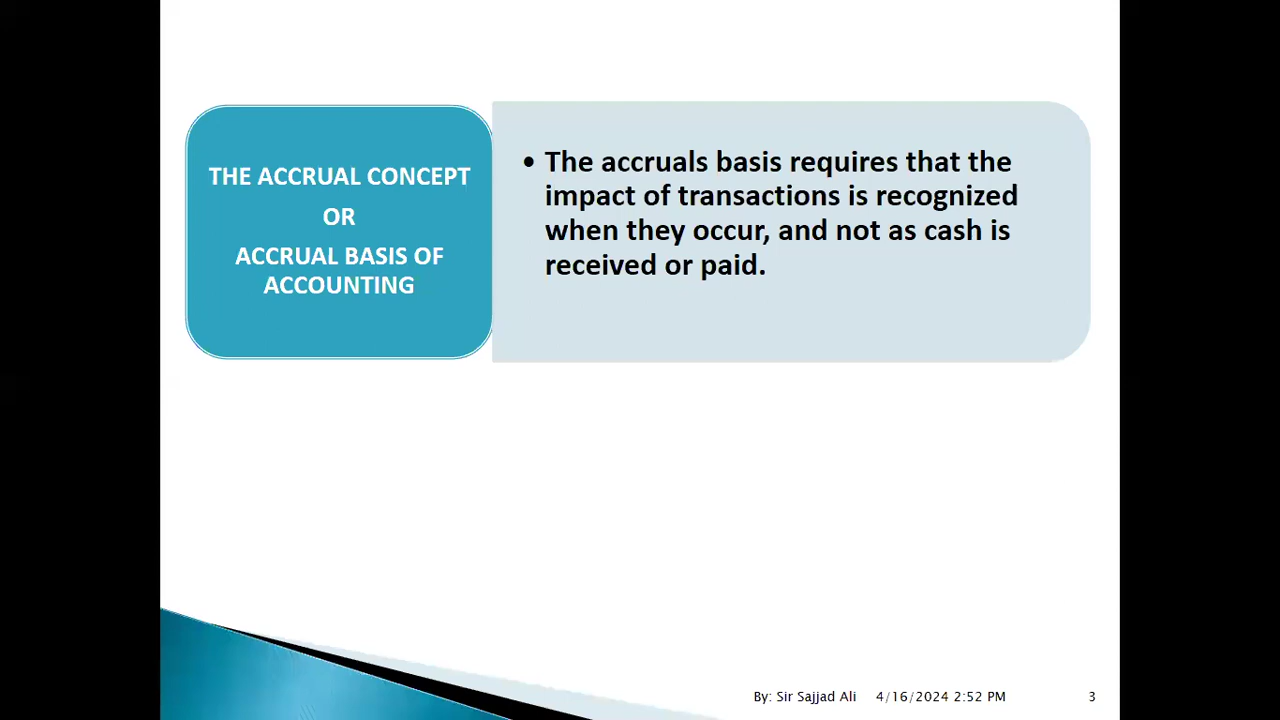 THE ACCRUAL CONCEPT
OR
ACCRUAL BASIS OF
ACCOUNTING
• The accruals basis requires that the
impact of transactions is recognized
when they occur, and not as cash is
received or paid.
By: Sir Sajjad Ali 4/16/2024 2:52 PM 3